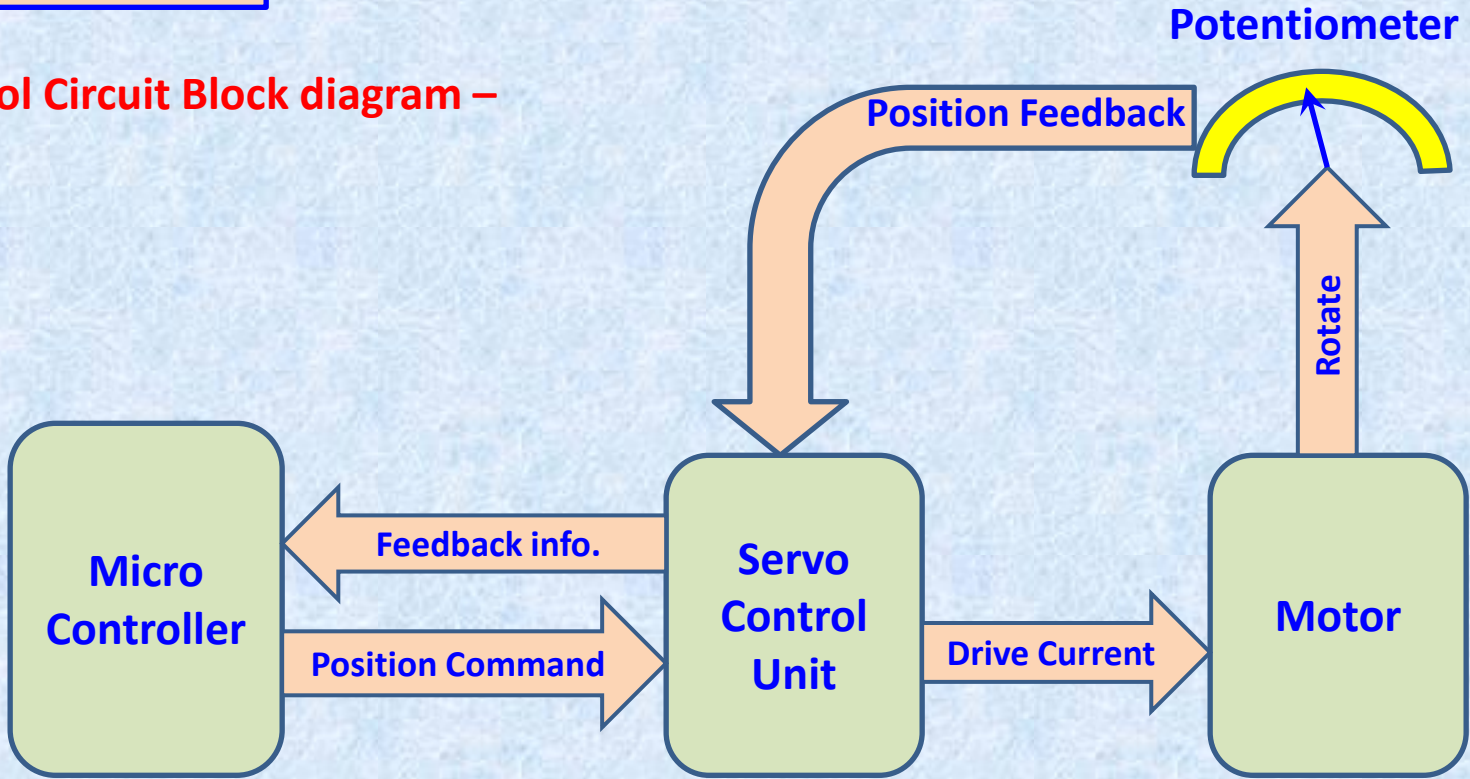 Potentiometer
ol Circuit Block diagram –
Position Feedback
Rotate
Micro
Controller
Feedback info.
Position Command
Servo
Control
Unit
Drive Current
Motor